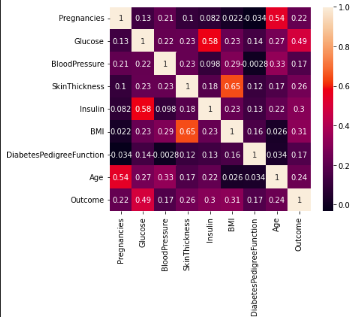 Pregnancies 1 0.13 0.21 0.1 0.082 0.022 -0.034 0.54 0.22
Glucose 0.13 1 0.22 0.23 0.58 0.23 0.14 0.27 0.49
BloodPressure 0.21 0.22 1 0.23 0.098 0.29 -0.0028 0.33 0.17
SkinThickness 0.1 0.23 0.23 1 0.18 0.65 0.12 0.17 0.26
Insulin 0.082 0.58 0.098 0.18 1 0.23 0.13 0.22 0.3
BMI 0.022 0.23 0.29 0.65 0.23 1 0.16 0.026 0.31
DiabetesPedigreeFunction -0.034 0.14 -0.0028 0.12 0.13 0.16 1 0.034 0.17
Age 0.54 0.27 0.33 0.17 0.22 0.026 0.034 1 0.24
Outcome 0.22 0.49 0.17 0.26 0.3 0.31 0.17 0.24 1
Pregnancies
Glucose
BloodPressure
SkinThickness
Insulin
BMI
DiabetesPedigreeFunction
Age
Outcome
1.0
0.8
0.6
0.4
0.2
0.0